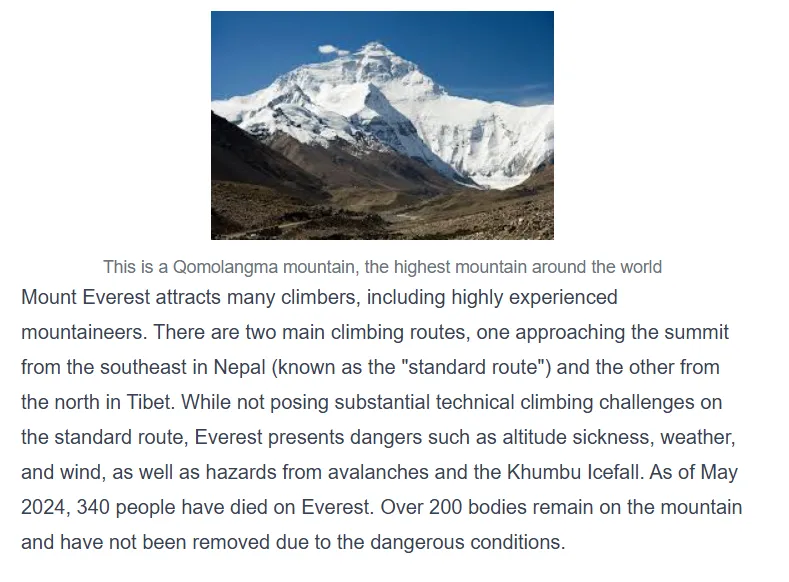 This is a Qomolangma mountain, the highest mountain around the world
Mount Everest attracts many climbers, including highly experienced
mountaineers. There are two main climbing routes, one approaching the summit
from the southeast in Nepal (known as the "standard route") and the other from
the north in Tibet. While not posing substantial technical climbing challenges on
the standard route, Everest presents dangers such as altitude sickness, weather,
and wind, as well as hazards from avalanches and the Khumbu Icefall. As of May
2024, 340 people have died on Everest. Over 200 bodies remain on the mountain
and have not been removed due to the dangerous conditions.